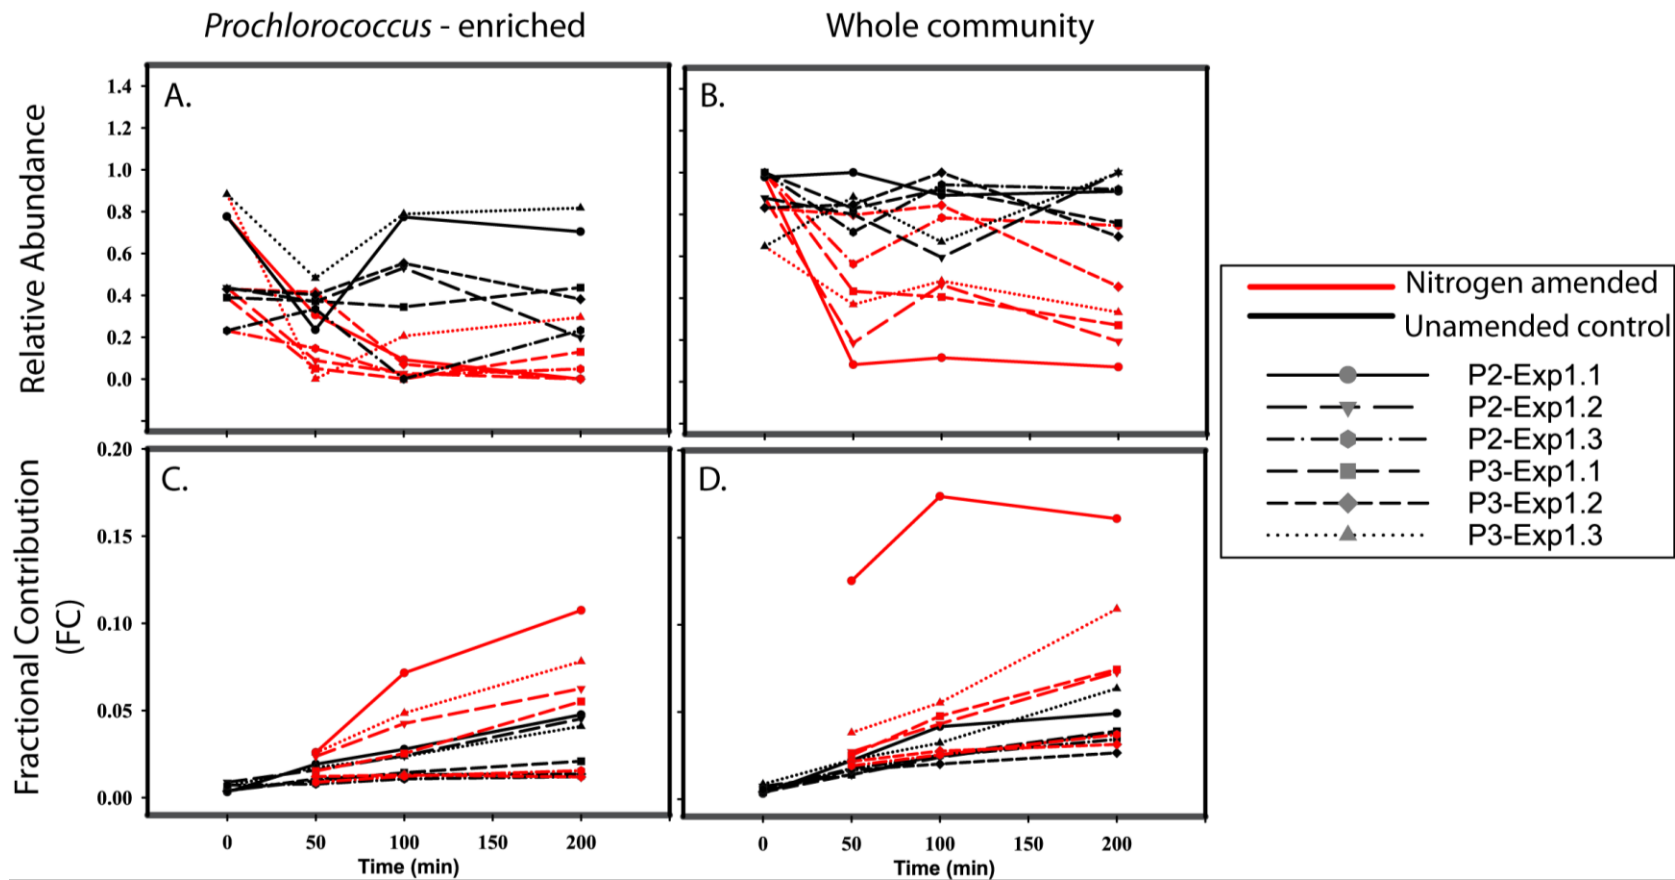 Prochlorococcus - enriched
Whole community
Relative Abundance
1.4
1.2
1.0
0.8
0.6
0.4
0.2
0.0
A.
B.
Nitrogen amended
Unamended control
P2-Exp1.1
P2-Exp1.2
P2-Exp1.3
P3-Exp1.1
P3-Exp1.2
P3-Exp1.3
Fractional Contribution
(FC)
0.20
0.15
0.10
0.05
0.00
C.
D.
0 50 100 150 200
Time (min)
0 50 100 150 200
Time (min)